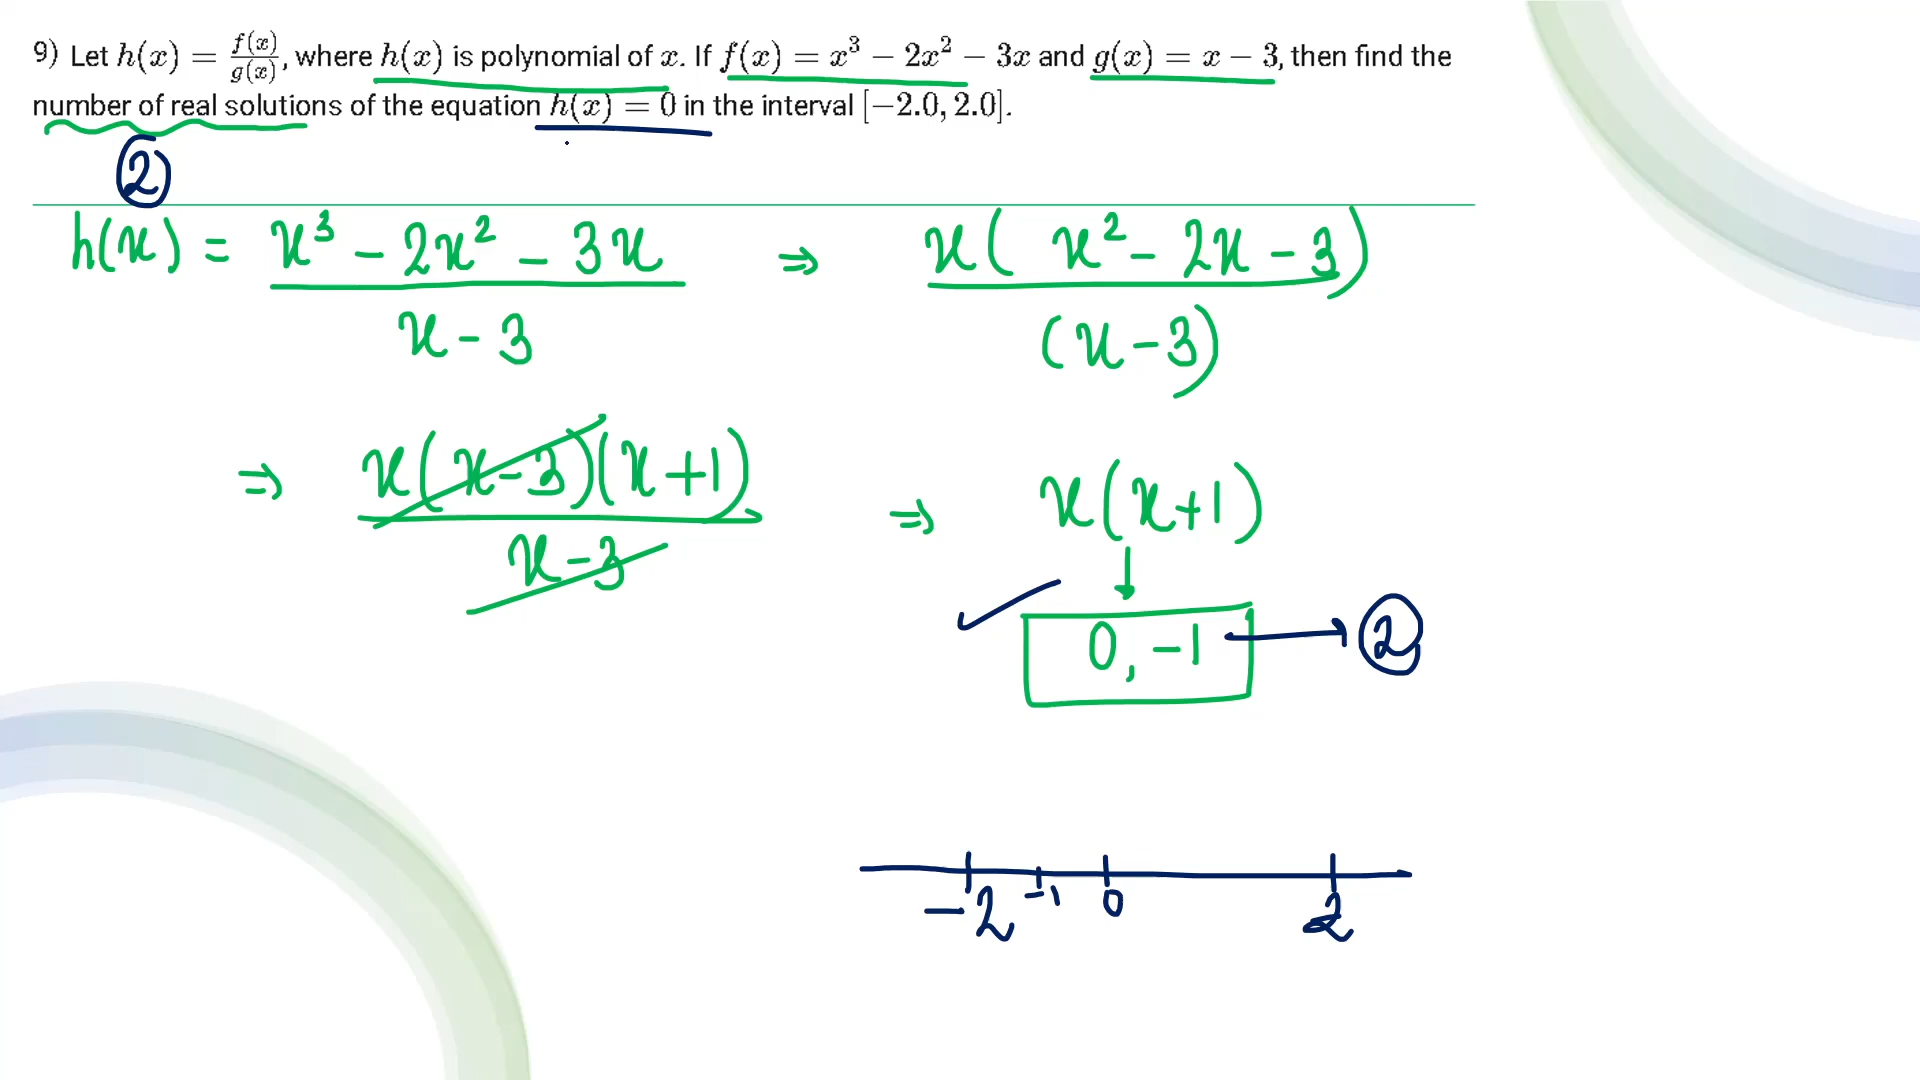 9) Let h(x) = f(x)/g(x), where h(x) is polynomial of x. If f(x) = x³ − 2x² − 3x and g(x) = x − 3, then find the
number of real solutions of the equation h(x) = 0 in the interval [−2.0, 2.0].
2
h(x) = (x³ − 2x² − 3x)/(x − 3) ⇒ x(x² − 2x − 3)/(x − 3)
⇒ x(x − 3)(x + 1)/(x − 3) ⇒ x(x + 1)
↓
0, −1 → 2
−2 −1 0 2